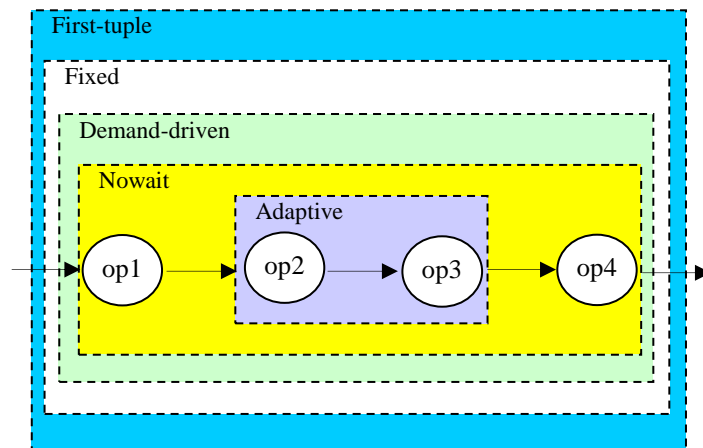 First-tuple
Fixed
Demand-driven
Nowait
Adaptive
op1
op2
op3
op4